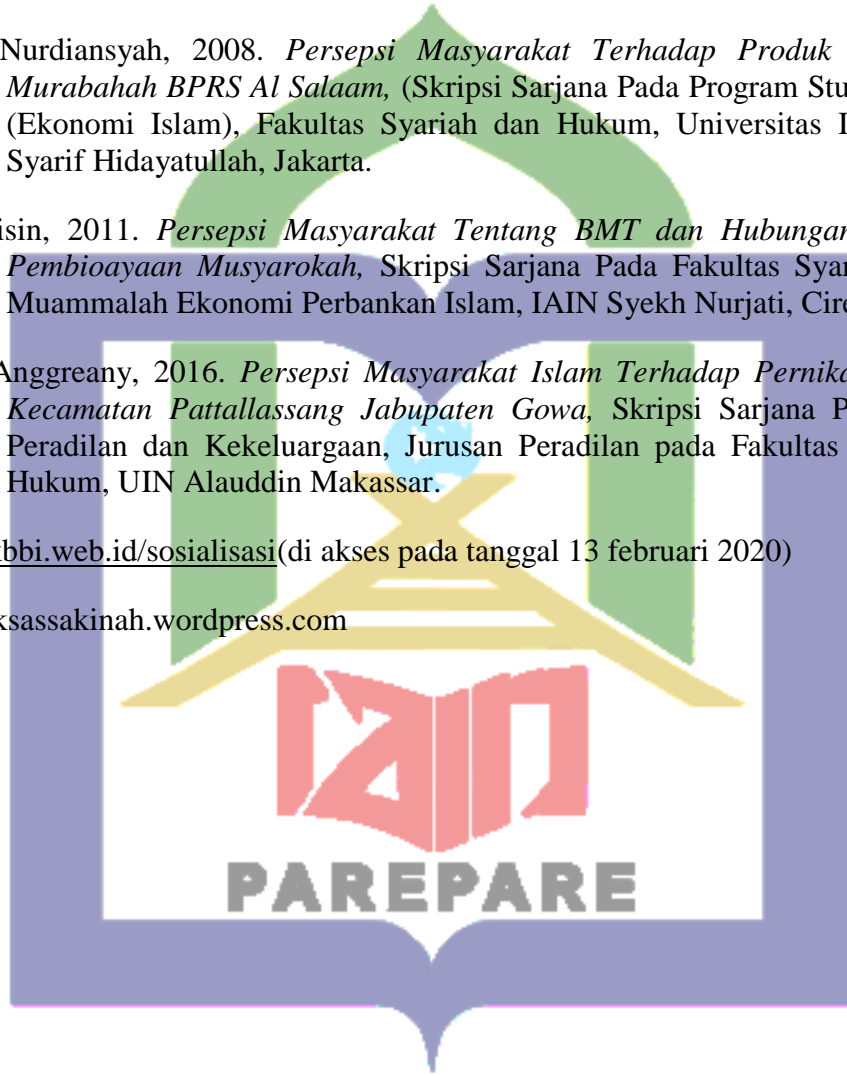 Nurdiansyah, 2008. Persepsi Masyarakat Terhadap Produk
Murabahah BPRS Al Salaam, (Skripsi Sarjana Pada Program Stu
(Ekonomi Islam), Fakultas Syariah dan Hukum, Universitas I
Syarif Hidayatullah, Jakarta.
isin, 2011. Persepsi Masyarakat Tentang BMT dan Hubungan
Pembioayaan Musyarokah, Skripsi Sarjana Pada Fakultas Syar
Muammalah Ekonomi Perbankan Islam, IAIN Syekh Nurjati, Cire
Anggreany, 2016. Persepsi Masyarakat Islam Terhadap Pernika
Kecamatan Pattallassang Jabupaten Gowa, Skripsi Sarjana P
Peradilan dan Kekeluargaan, Jurusan Peradilan pada Fakultas
Hukum, UIN Alauddin Makassar.
kbbi.web.id/sosialisasi(di akses pada tanggal 13 februari 2020)
ksassakinah.wordpress.com
iain
PAREPARE